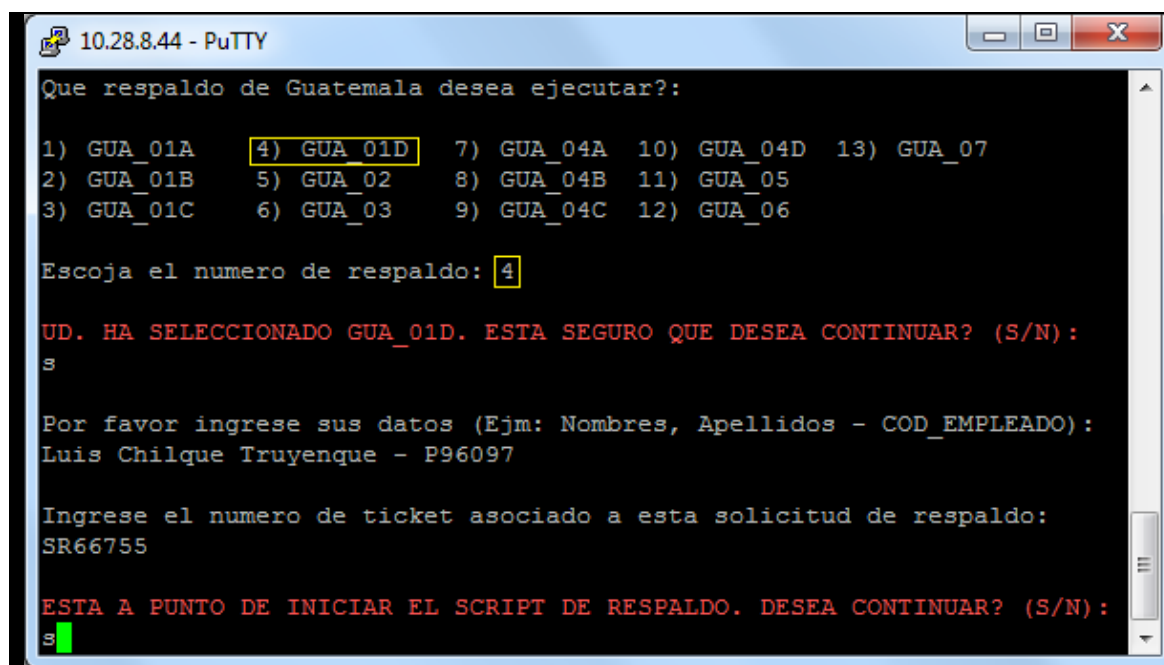 10.28.8.44 - PuTTY
Que respaldo de Guatemala desea ejecutar?:
1) GUA_01A 4) GUA_01D 7) GUA_04A 10) GUA_04D 13) GUA_07
2) GUA_01B 5) GUA_02 8) GUA_04B 11) GUA_05
3) GUA_01C 6) GUA_03 9) GUA_04C 12) GUA_06
Escoja el numero de respaldo: 4
UD. HA SELECCIONADO GUA_01D. ESTA SEGURO QUE DESEA CONTINUAR? (S/N):
s
Por favor ingrese sus datos (Ejm: Nombres, Apellidos - COD_EMPLEADO):
Luis Chilque Truyenque - P96097
Ingrese el numero de ticket asociado a esta solicitud de respaldo:
SR66755
ESTA A PUNTO DE INICIAR EL SCRIPT DE RESPALDO. DESEA CONTINUAR? (S/N):
s